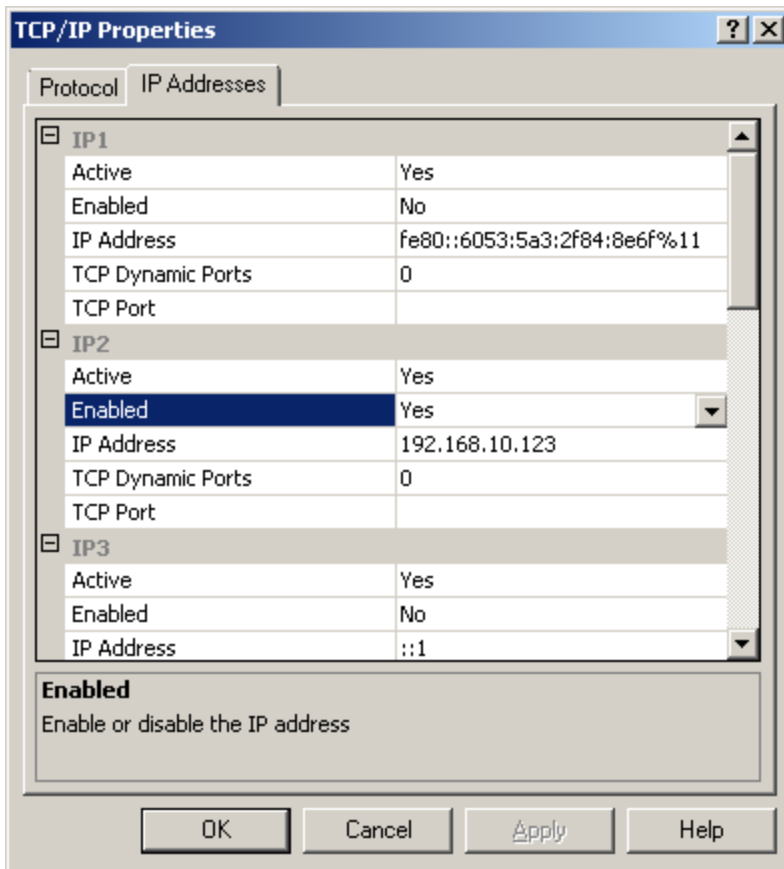 TCP/IP Properties
Protocol IP Addresses
IP1
Active Yes
Enabled No
IP Address fe80::6053:5a3:2f84:8e6f%11
TCP Dynamic Ports 0
TCP Port
IP2
Active Yes
Enabled Yes
IP Address 192.168.10.123
TCP Dynamic Ports 0
TCP Port
IP3
Active Yes
Enabled No
IP Address ::1
Enabled
Enable or disable the IP address
OK Cancel Apply Help